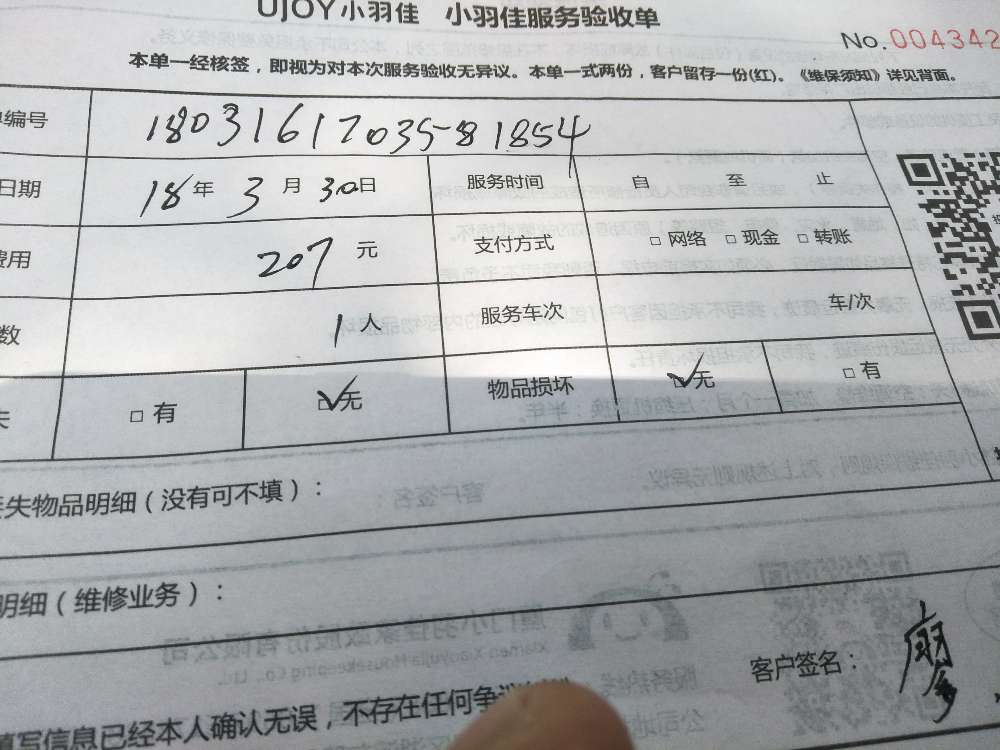 UJOY小羽佳 小羽佳服务验收单
No.004342
本单一经核签，即视为对本次服务验收无异议。本单一式两份，客户留存一份(红)。《维保须知》详见背面。
编号 1803161703581854
日期 18年 3月 30日 服务时间 自 至 止
费用 207元 支付方式 □ 网络 □ 现金 □ 转账
数 1人 服务车次 车/次
失 □ 有 ☑无 物品损坏 ☑无 □ 有
丢失物品明细（没有可不填）：
明细（维修业务）：
客户签名： 廖
填写信息已经本人确认无误，不存在任何争议